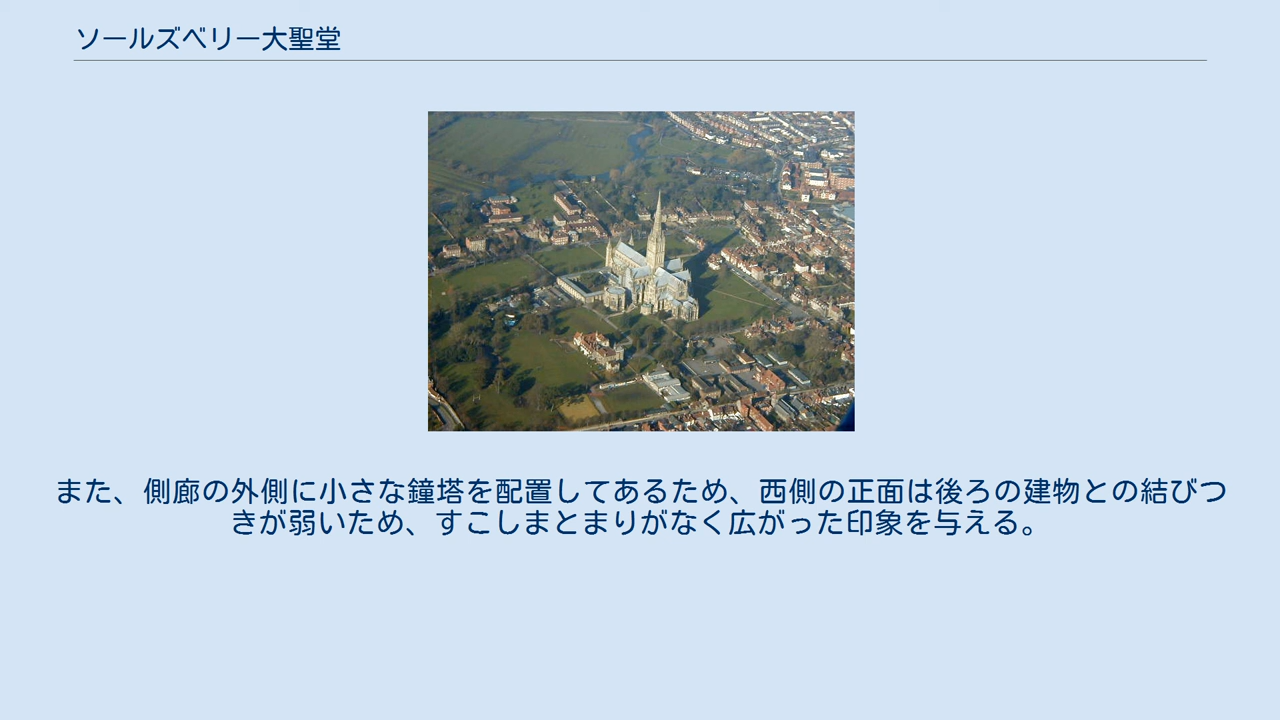 ソールズベリー大聖堂
また、側廊の外側に小さな鐘塔を配置してあるため、西側の正面は後ろの建物との結びつ
きが弱いため、すこしまとまりがなく広がった印象を与える。